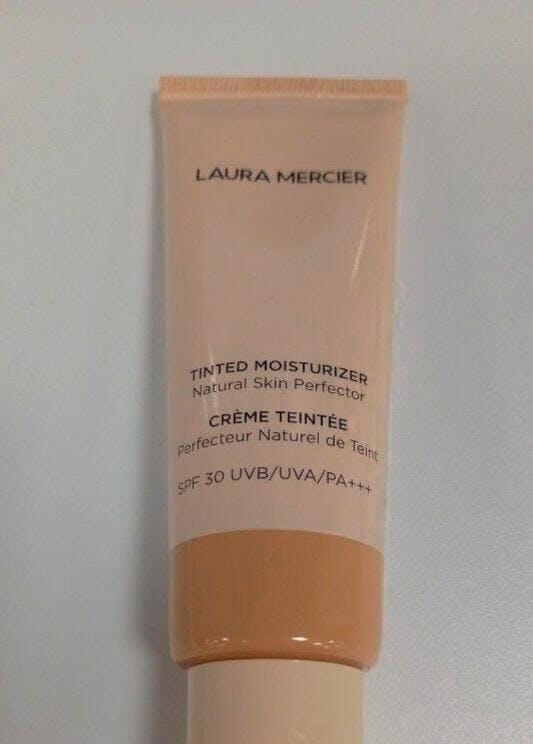 LAURA MERCIER
TINTED MOISTURIZER
Natural Skin Perfector
CRÈME TEINTÉE
Perfecteur Naturel de Teint
SPF 30 UVB/UVA/PA+++